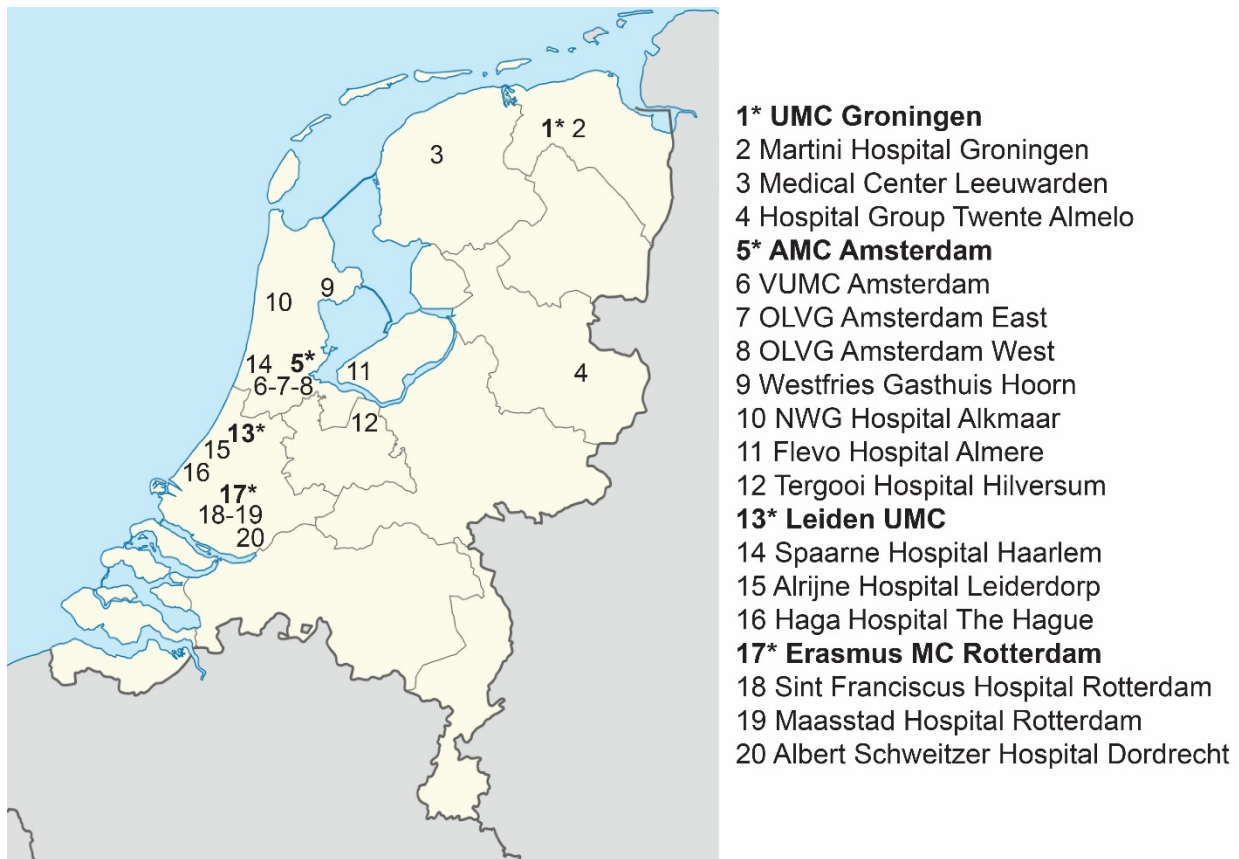 1* 2
3
9
10
14 5*
6-7-8
11
4
12
13*
15
16
17*
18-19
20
1* UMC Groningen
2 Martini Hospital Groningen
3 Medical Center Leeuwarden
4 Hospital Group Twente Almelo
5* AMC Amsterdam
6 VUMC Amsterdam
7 OLVG Amsterdam East
8 OLVG Amsterdam West
9 Westfries Gasthuis Hoorn
10 NWG Hospital Alkmaar
11 Flevo Hospital Almere
12 Tergooi Hospital Hilversum
13* Leiden UMC
14 Spaarne Hospital Haarlem
15 Alrijne Hospital Leiderdorp
16 Haga Hospital The Hague
17* Erasmus MC Rotterdam
18 Sint Franciscus Hospital Rotterdam
19 Maasstad Hospital Rotterdam
20 Albert Schweitzer Hospital Dordrecht